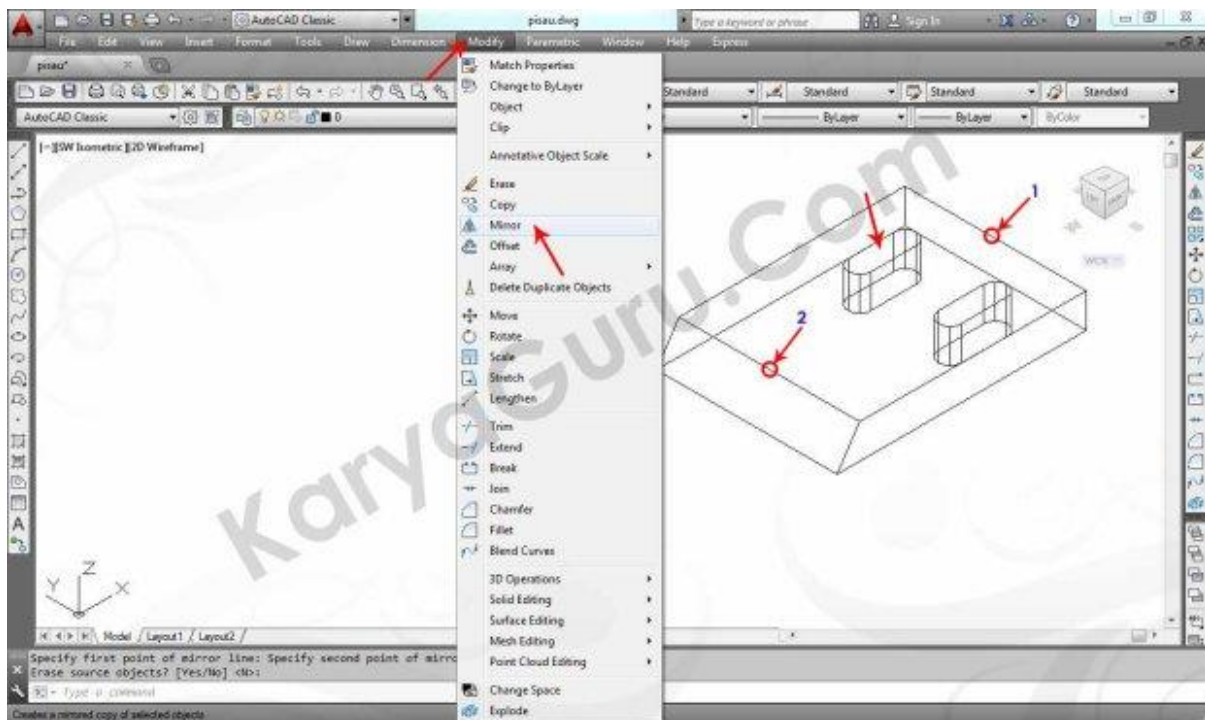 AutoCAD Classic
pisau.dwg
Type a keyword or phrase
Sign In
File Edit View Insert Format Tools Draw Dimension Modify Parametric Window Help Express
pisau*
Standard Standard Standard Standard
AutoCAD Classic 0 ByLayer ByLayer ByColor
[-][SW Isometric][2D Wireframe]
Match Properties
Change to ByLayer
Object
Clip
Annotative Object Scale
Erase
Copy
Mirror
Offset
Array
Delete Duplicate Objects
Move
Rotate
Scale
Stretch
Lengthen
Trim
Extend
Break
Join
Chamfer
Fillet
Blend Curves
3D Operations
Solid Editing
Surface Editing
Mesh Editing
Point Cloud Editing
Change Space
Explode
1
2
WCS
KaryaGuru.Com
Z
Y X
Model Layout1 Layout2
Specify first point of mirror line: Specify second point of mirro
Erase source objects? [Yes/No] <N>:
Type a command
Creates a mirrored copy of selected objects